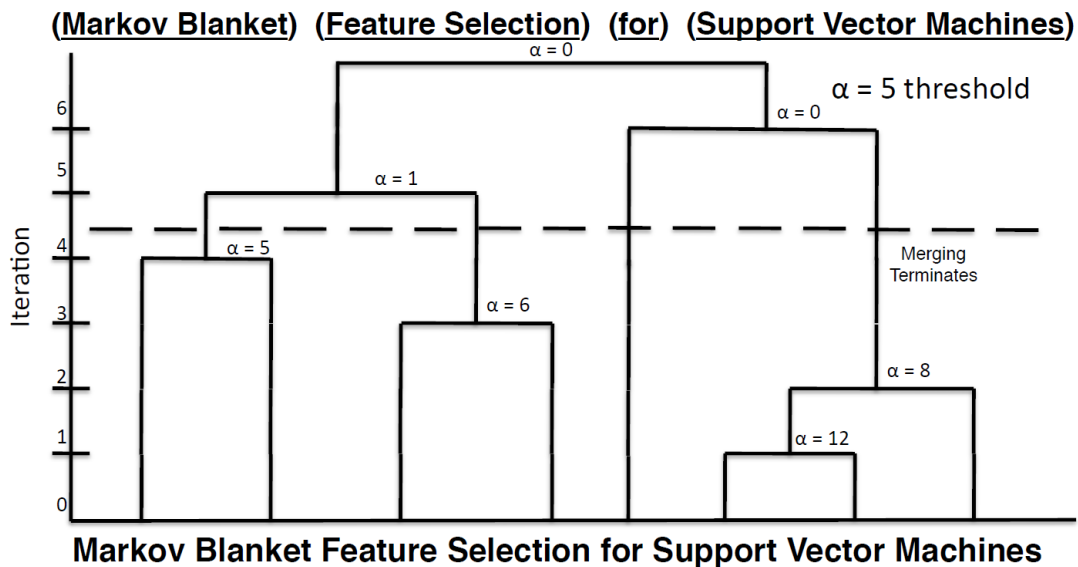 (Markov Blanket) (Feature Selection) (for) (Support Vector Machines)
α = 0
α = 5 threshold
6
α = 0
5
α = 1
4
α = 5
Merging
Terminates
Iteration
3
α = 6
2
α = 8
1
α = 12
0
Markov Blanket Feature Selection for Support Vector Machines